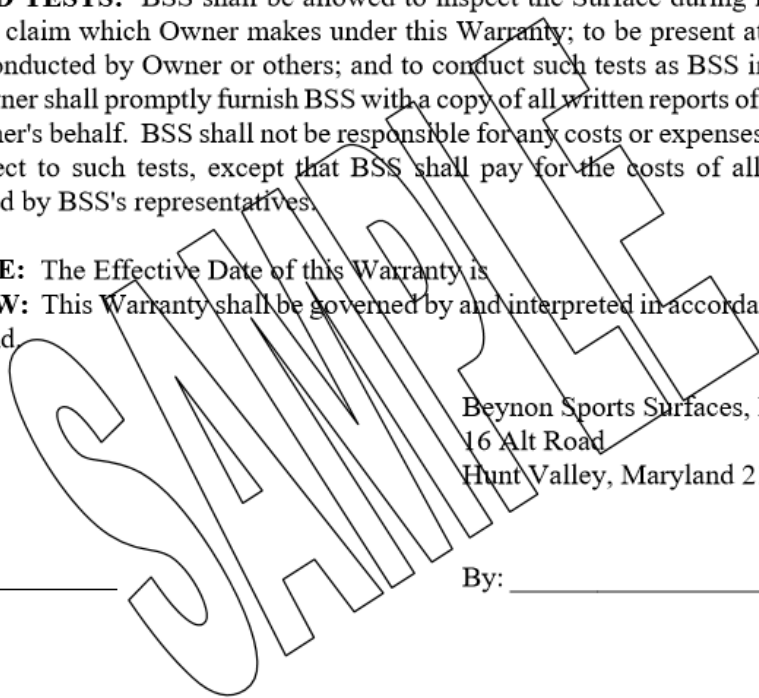 TESTS: BSS shall be allowed to inspect the Surface during
claim which Owner makes under this Warranty; to be present at
onducted by Owner or others; and to conduct such tests as BSS i
ner shall promptly furnish BSS with a copy of all written reports of
er's behalf. BSS shall not be responsible for any costs or expenses
ect to such tests, except that BSS shall pay for the costs of all
d by BSS's representatives.
E: The Effective Date of this Warranty is
W: This Warranty shall be governed by and interpreted in accorda
d.
SAMPLE
Beynon Sports Surfaces,
16 Alt Road
Hunt Valley, Maryland 2
By: